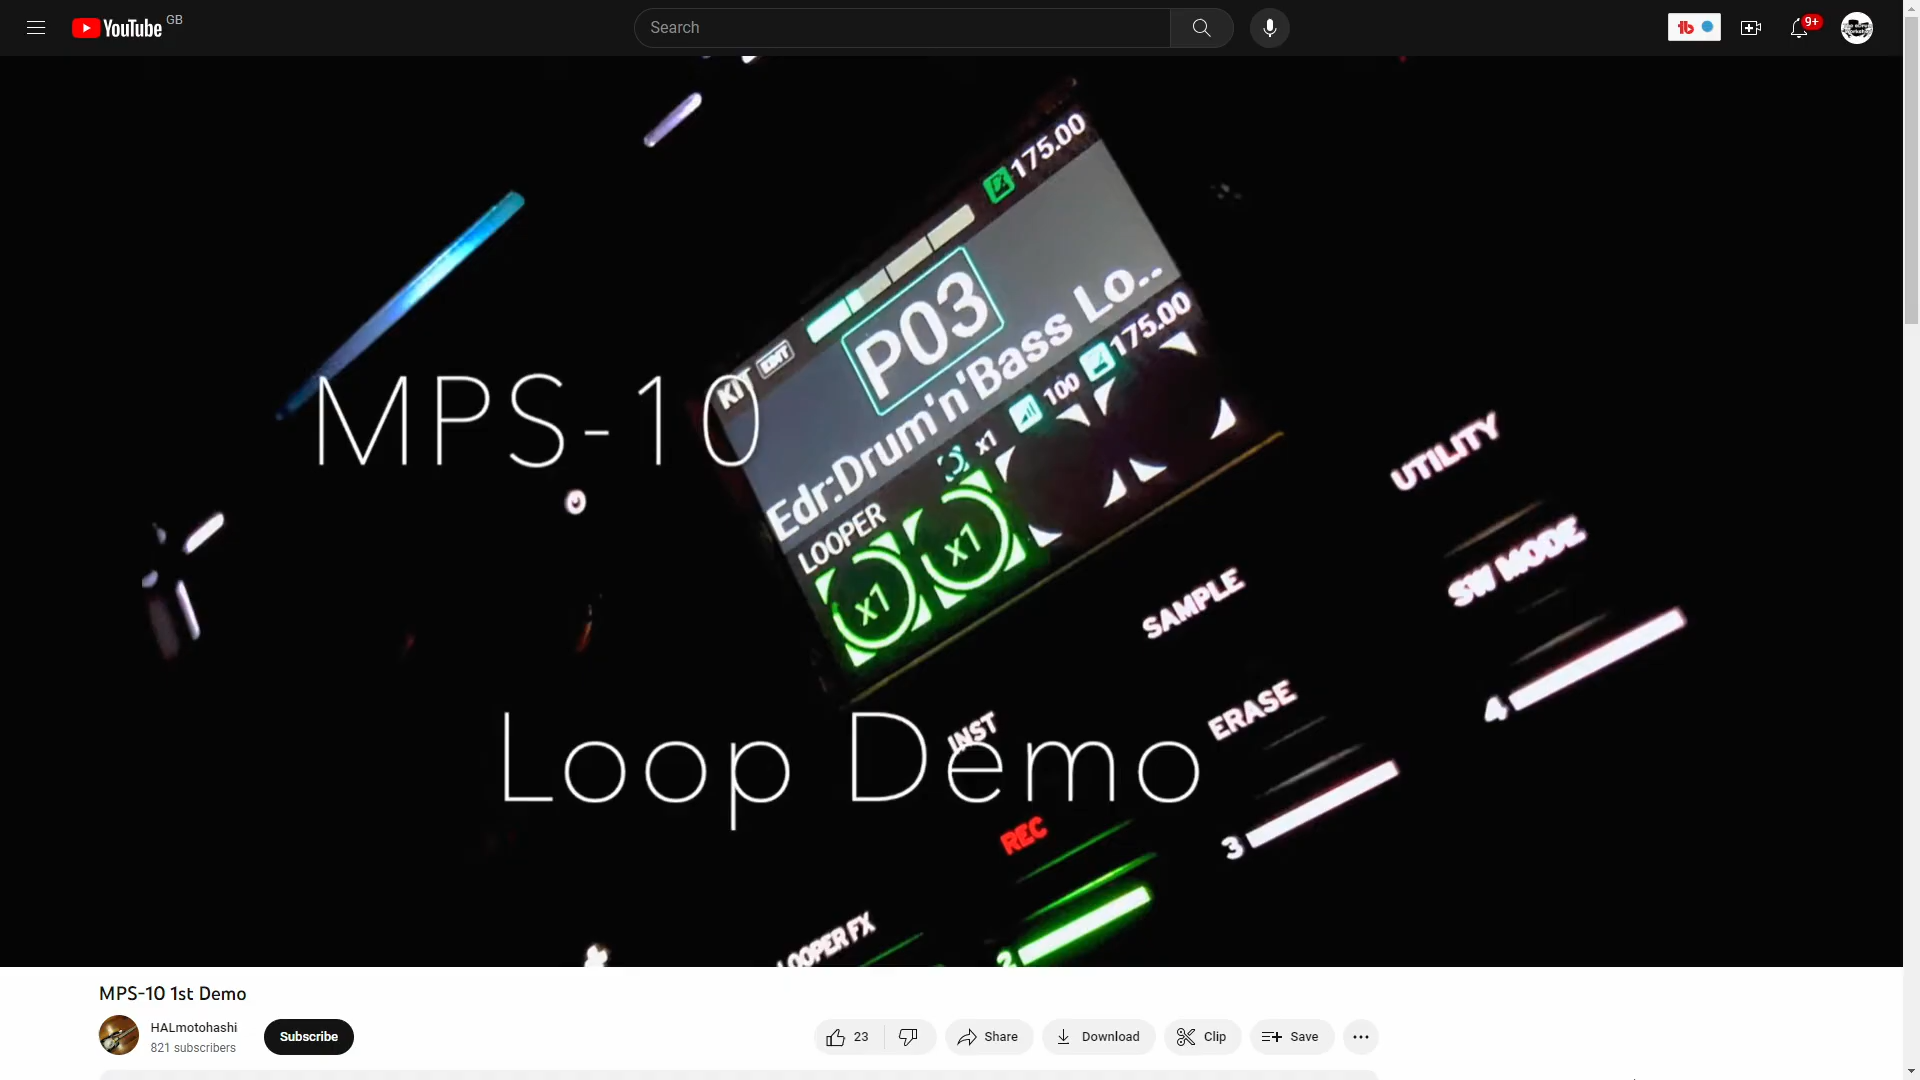 YouTube GB
Search
9+
175.00
KIT
P03
Edr:Drum'n'Bass Lo..
x1 100 175.00
LOOPER
x1 x1
MPS-10
UTILITY
SW MODE
SAMPLE
4
ERASE
INST
Loop Demo
3
REC
LOOPER FX
2
MPS-10 1st Demo
HALmotohashi
821 subscribers
Subscribe
23
Share
Download
Clip
Save